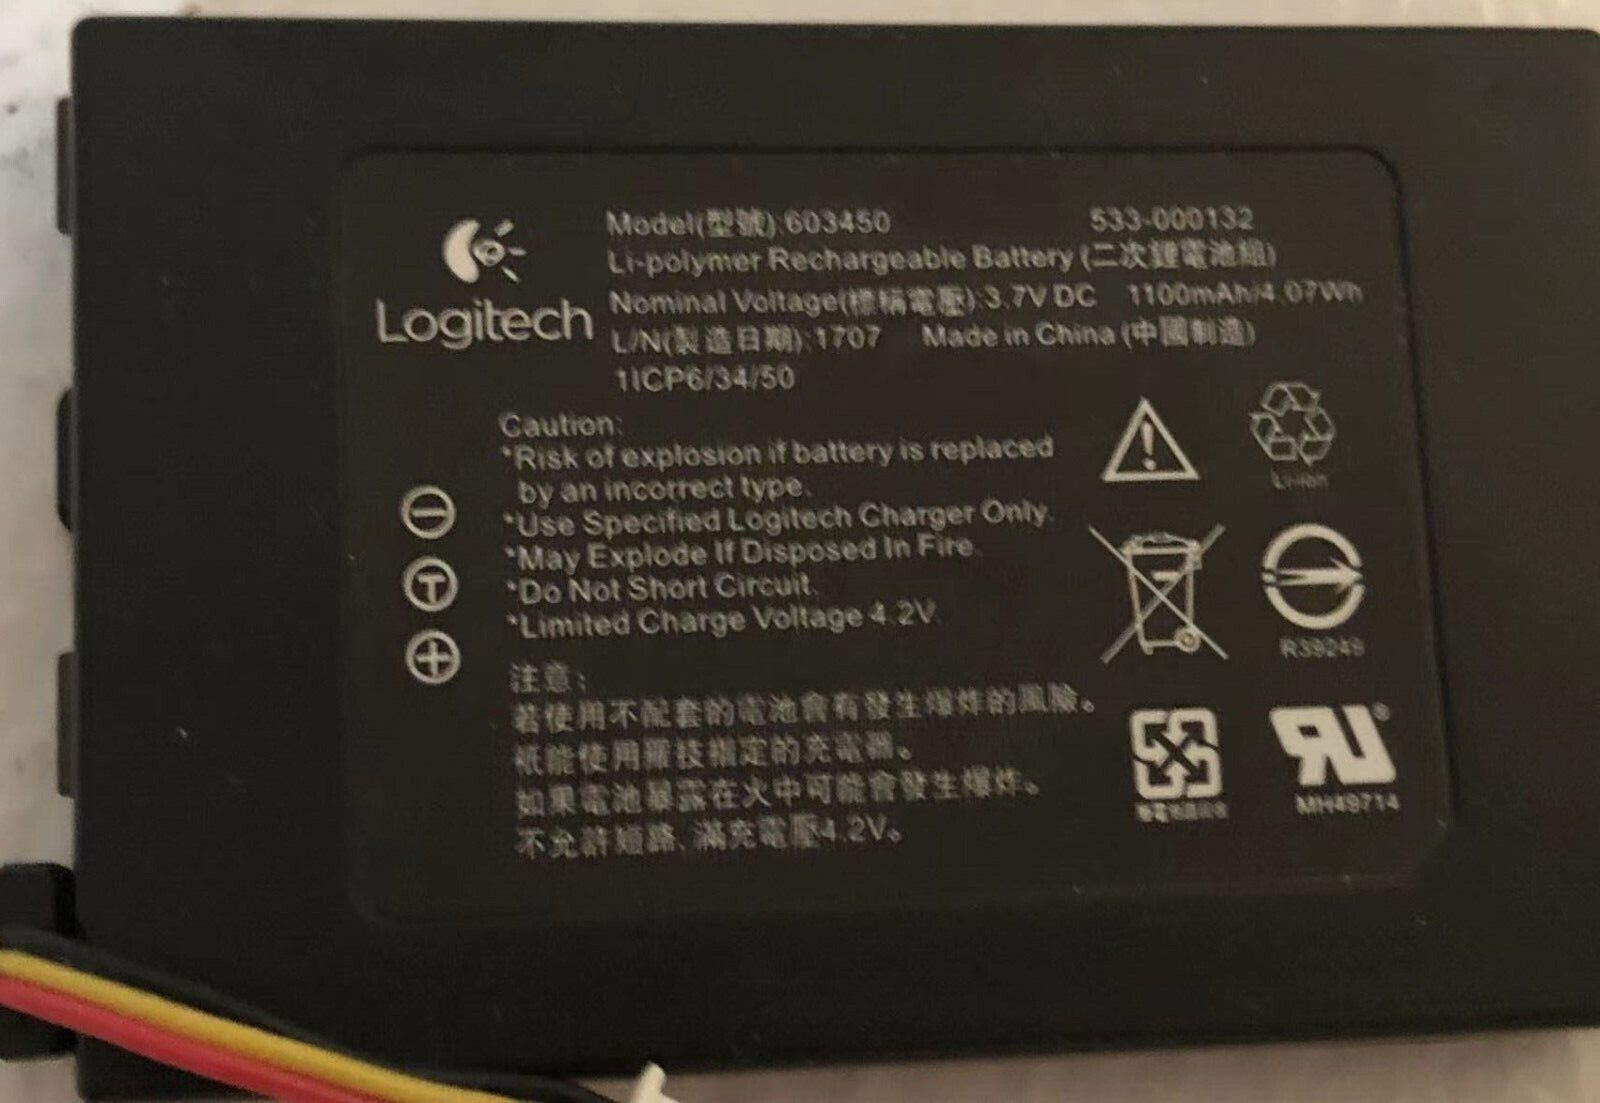 Logitech
Model(型號):603450 533-000132
Li-polymer Rechargeable Battery (二次鋰電池組)
Nominal Voltage(標稱電壓):3.7V DC 1100mAh/4.07Wh
L/N(製造日期):1707 Made in China (中國制造)
1ICP6/34/50
Caution:
*Risk of explosion if battery is replaced
by an incorrect type.
*Use Specified Logitech Charger Only.
*May Explode If Disposed In Fire.
*Do Not Short Circuit.
*Limited Charge Voltage 4.2V.
T
Li-ion
R39249
注意:
若使用不配套的電池會有發生爆炸的風險。
祇能使用羅技指定的充電器。
如果電池暴露在火中可能會發生爆炸。
不允許短路,滿充電壓4.2V。
RU®
MH49714